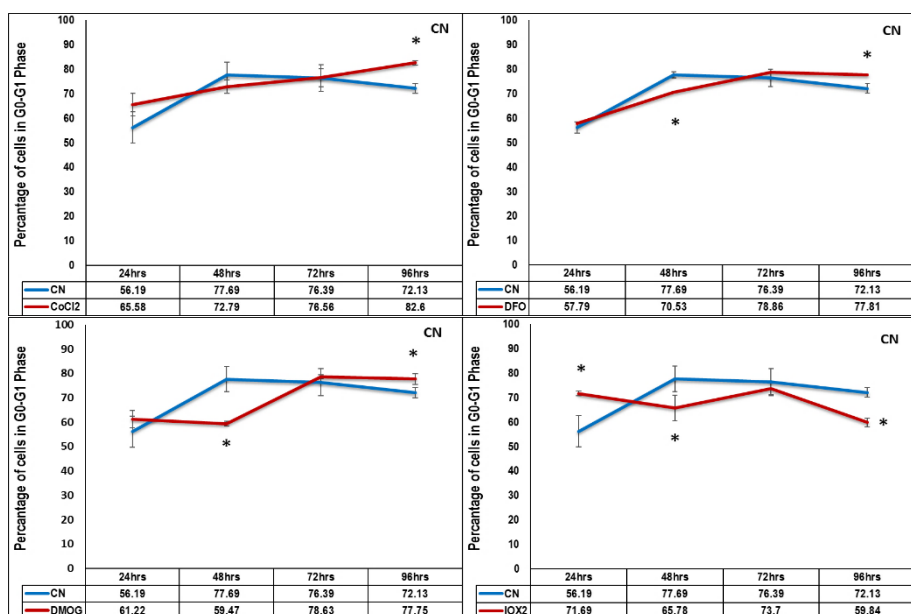 Percantage of cells in G0-G1 Phase
CN
100
90
80
70
60
50
40
30
20
10
0
*
24hrs 48hrs 72hrs 96hrs
CN 56.19 77.69 76.39 72.13
CoCl2 65.58 72.79 76.56 82.6
Percantage of cells in G0-G1 Phase
CN
100
90
80
70
60
50
40
30
20
10
0
*
*
24hrs 48hrs 72hrs 96hrs
CN 56.19 77.69 76.39 72.13
DFO 57.79 70.53 78.86 77.81
Percentage of cells in G0-G1 Phase
CN
100
90
80
70
60
50
40
30
20
10
00
*
*
24hrs 48hrs 72hrs 96hrs
CN 56.19 77.69 76.39 72.13
DMOG 61.22 59.47 78.63 77.75
Percentage of cells in G0-G1 Phase
CN
100
90
80
70
60
50
40
30
20
10
0
*
*
*
24hrs 48hrs 72hrs 96hrs
CN 56.19 77.69 76.39 72.13
IOX2 71.69 65.78 73.7 59.84